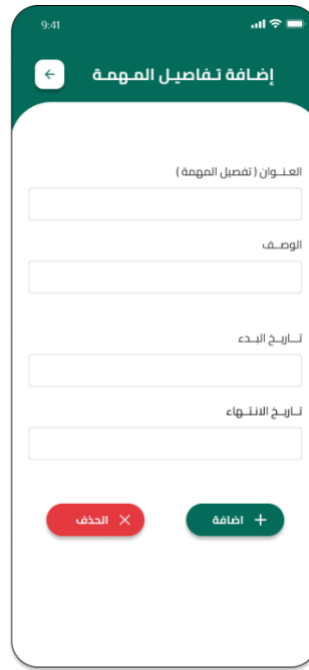 9:41
إضافة تفاصيل المهمة
العنوان ( تفصيل المهمة )
الوصف
تاريخ البدء
تاريخ الانتهاء
اضافة
الحذف